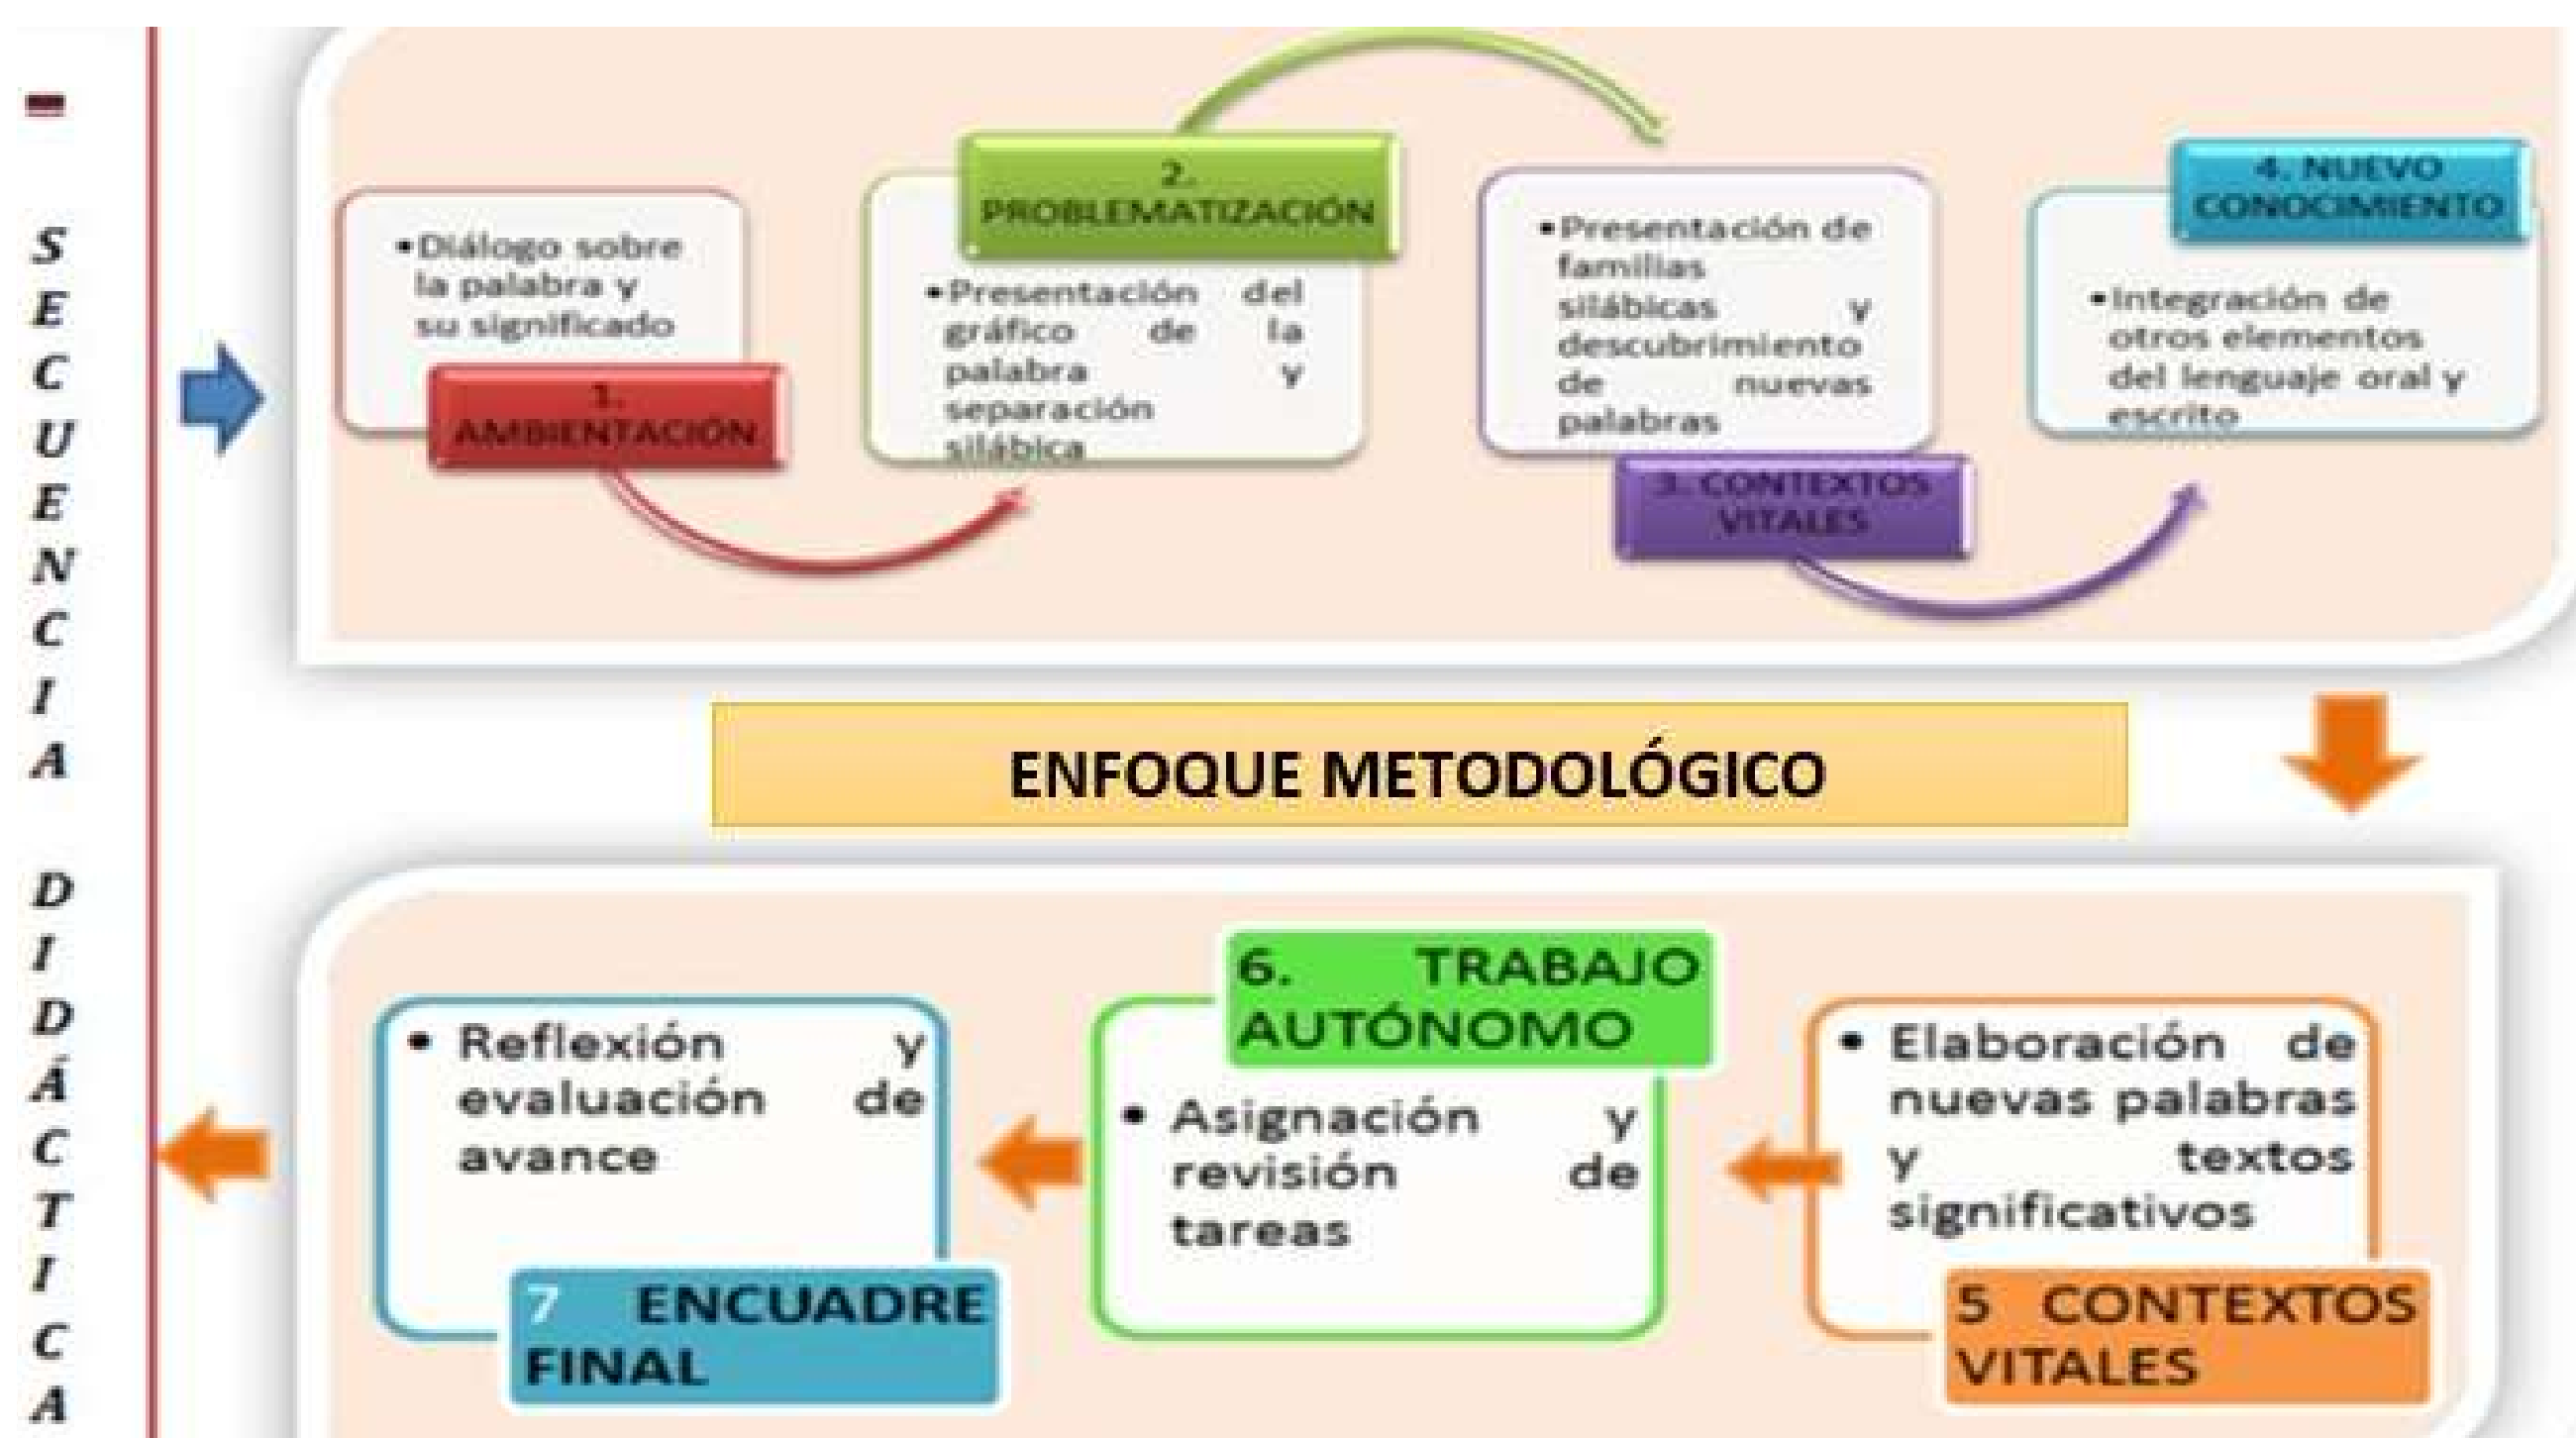 -
S
E
C
U
E
N
C
I
A
D
I
D
Á
C
T
I
C
A
•Diálogo sobre
la palabra y
su significado
1.
AMBIENTACIÓN
2.
PROBLEMATIZACIÓN
•Presentación del
gráfico de la
palabra y
separación
silábica
•Presentación de
familias
silábicas y
descubrimiento
de nuevas
palabras
3. CONTEXTOS
VITALES
4. NUEVO
CONOCIMIENTO
•Integración de
otros elementos
del lenguaje oral y
escrito
ENFOQUE METODOLÓGICO
• Elaboración de
nuevas palabras
y textos
significativos
5 CONTEXTOS
VITALES
6. TRABAJO
AUTÓNOMO
• Asignación y
revisión de
tareas
• Reflexión y
evaluación de
avance
7 ENCUADRE
FINAL